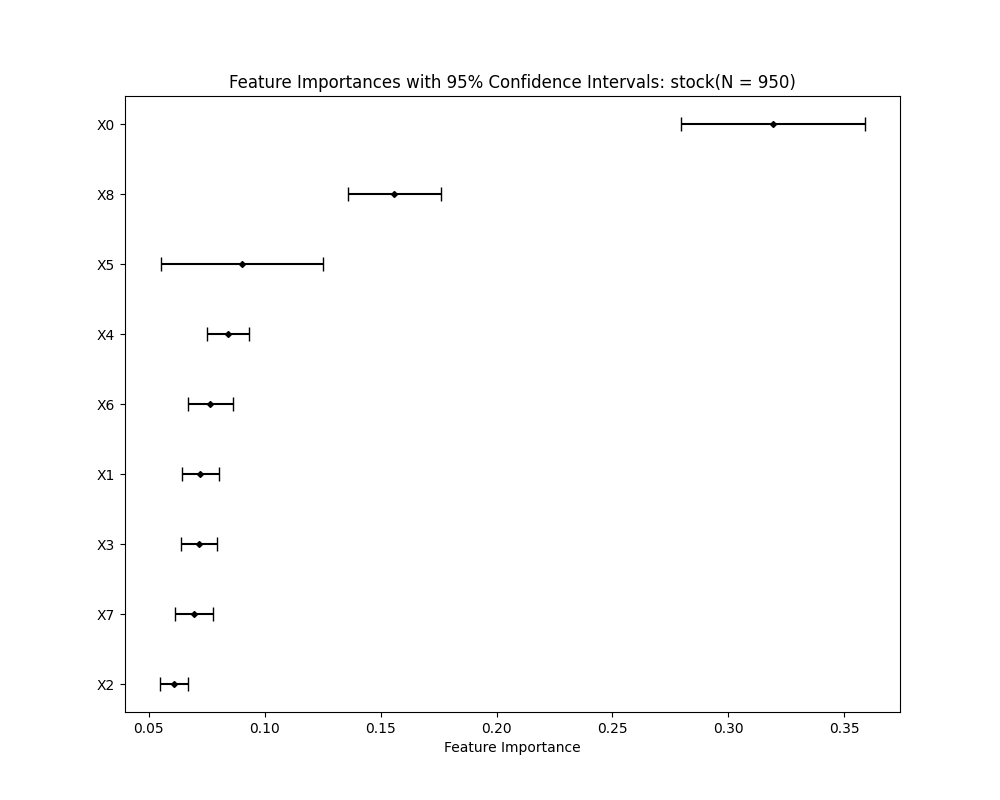 Feature Importances with 95% Confidence Intervals: stock(N = 950)
X0
X8
X5
X4
X6
X1
X3
X7
X2
0.05 0.10 0.15 0.20 0.25 0.30 0.35
Feature Importance